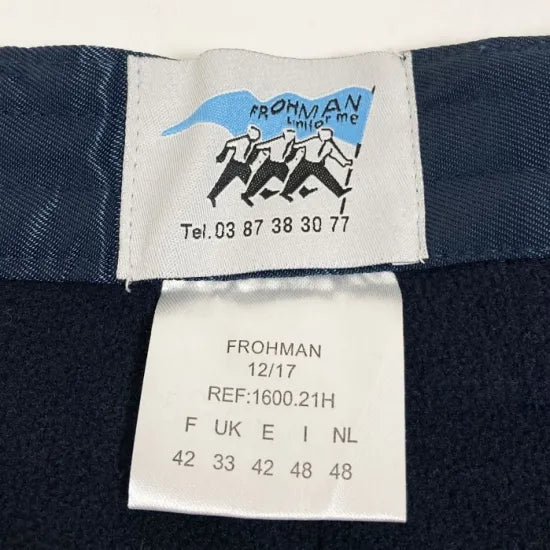 FROHMAN
uniforme
Tel. 03 87 38 30 77
FROHMAN
12/17
REF:1600.21H
F UK E I NL
42 33 42 48 48